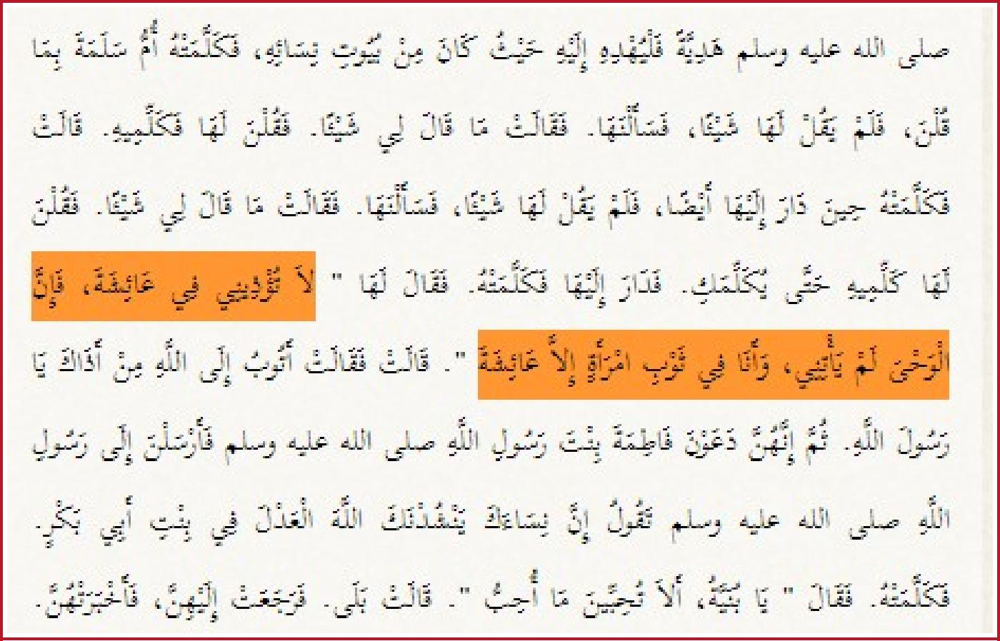 صلى الله عليه وسلم هَدِيَّةً فَلْيُهْدِهِ إِلَيْهِ حَيْثُ كَانَ مِنْ بُيُوتِ نِسَائِهِ، فَكَلَّمَتْهُ أُمُّ سَلَمَةَ بِمَا
قُلْنَ، فَلَمْ يَقُلْ لَهَا شَيْئًا، فَسَأَلْنَهَا. فَقَالَتْ مَا قَالَ لِي شَيْئًا. فَقُلْنَ لَهَا فَكَلِّمِيهِ. قَالَتْ
فَكَلَّمَتْهُ حِينَ دَارَ إِلَيْهَا أَيْضًا، فَلَمْ يَقُلْ لَهَا شَيْئًا، فَسَأَلْنَهَا. فَقَالَتْ مَا قَالَ لِي شَيْئًا. فَقُلْنَ
لَهَا كَلِّمِيهِ حَتَّى يُكَلِّمَكِ. فَدَارَ إِلَيْهَا فَكَلَّمَتْهُ. فَقَالَ لَهَا " لاَ تُؤْذِينِي فِي عَائِشَةَ، فَإِنَّ
الْوَحْىَ لَمْ يَأْتِنِي، وَأَنَا فِي ثَوْبِ امْرَأَةٍ إِلاَّ عَائِشَةَ ". قَالَتْ فَقَالَتْ أَتُوبُ إِلَى اللَّهِ مِنْ أَذَاكَ يَا
رَسُولَ اللَّهِ. ثُمَّ إِنَّهُنَّ دَعَوْنَ فَاطِمَةَ بِنْتَ رَسُولِ اللَّهِ صلى الله عليه وسلم فَأَرْسَلْنَ إِلَى رَسُولِ
اللَّهِ صلى الله عليه وسلم تَقُولُ إِنَّ نِسَاءَكَ يَنْشُدْنَكَ اللَّهَ الْعَدْلَ فِي بِنْتِ أَبِي بَكْرٍ.
فَكَلَّمَتْهُ. فَقَالَ " يَا بُنَيَّةُ، أَلاَ تُحِبِّينَ مَا أُحِبُّ ". قَالَتْ بَلَى. فَرَجَعَتْ إِلَيْهِنَّ، فَأَخْبَرَتْهُنَّ.